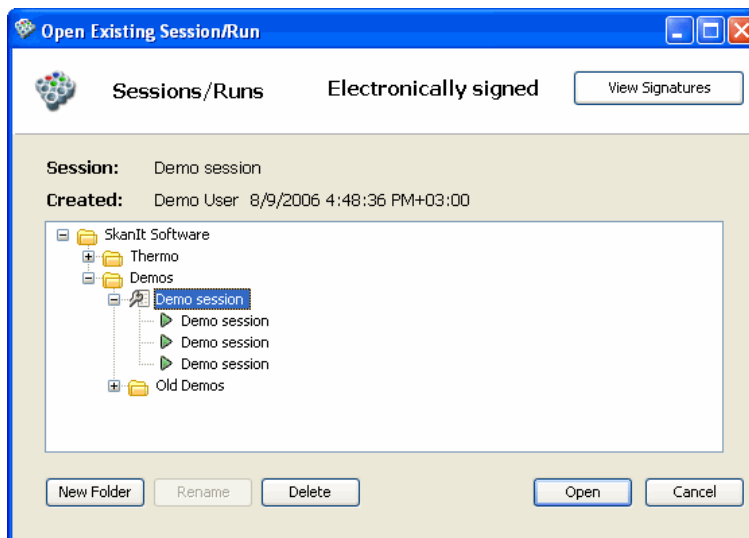 Open Existing Session/Run
Sessions/Runs Electronically signed View Signatures
Session: Demo session
Created: Demo User 8/9/2006 4:48:36 PM+03:00
SkanIt Software
Thermo
Demos
Demo session
Demo session
Demo session
Demo session
Old Demos
New Folder Rename Delete Open Cancel